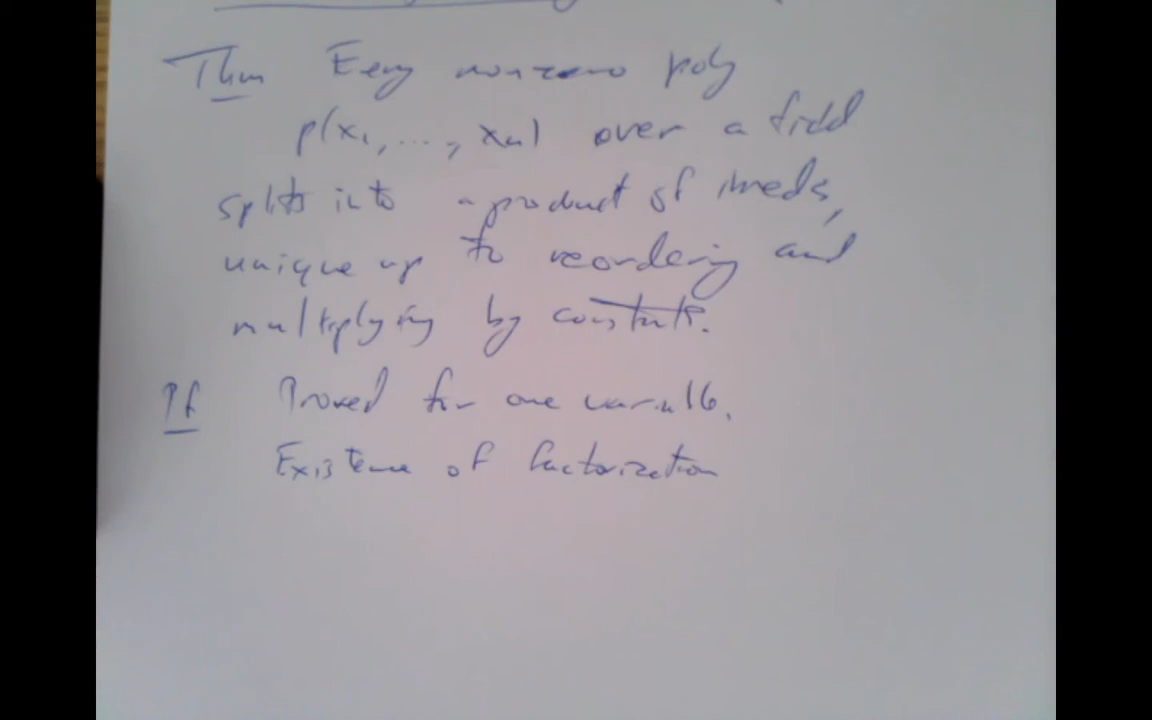 Thm Every nonzero poly
p(x₁, ..., xₙ) over a field
splits into a product of irreds,
unique up to reordering and
multiplying by constants.
Pf Proved for one variable.
Existence of factorization